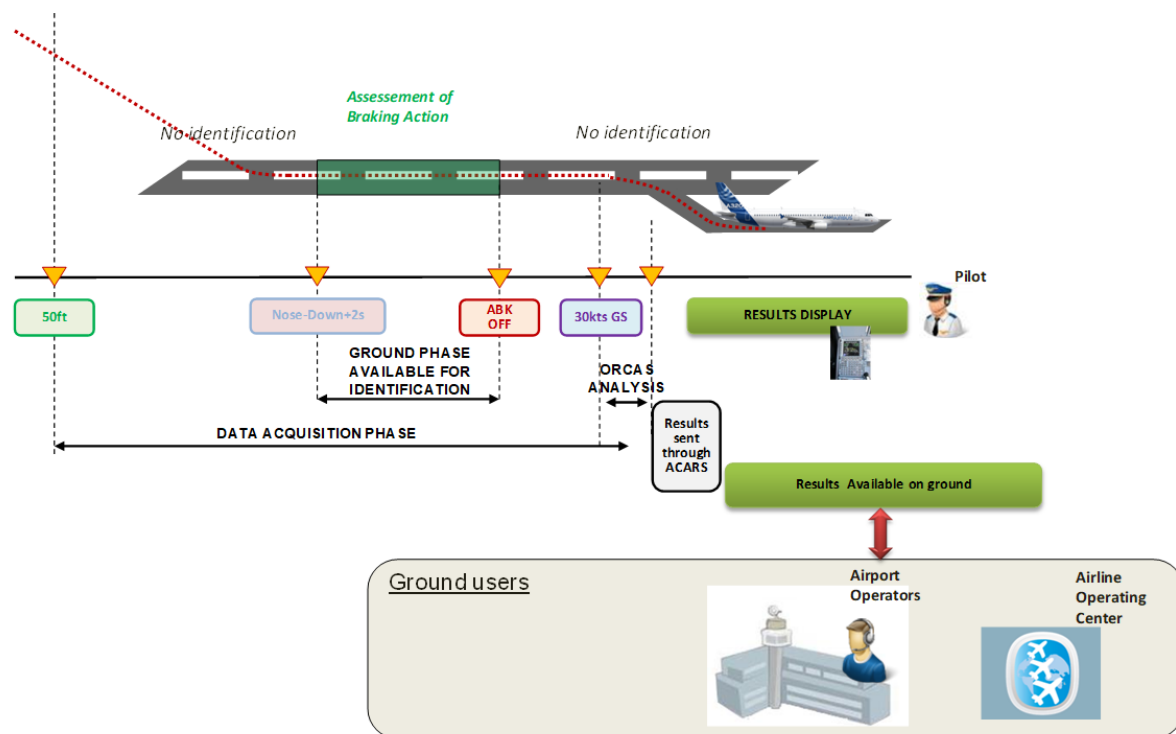 Assessement of
Braking Action
No identification
No identification
Pilot
50ft
Nose-Down+2s
ABK
OFF
30kts GS
RESULTS DISPLAY
GROUND PHASE
AVAILABLE FOR
IDENTIFICATION
ORCAS
ANALYSIS
DATA ACQUISITION PHASE
Results
sent
through
ACARS
Results Available on ground
Ground users
Airport
Operators
Airline
Operating
Center